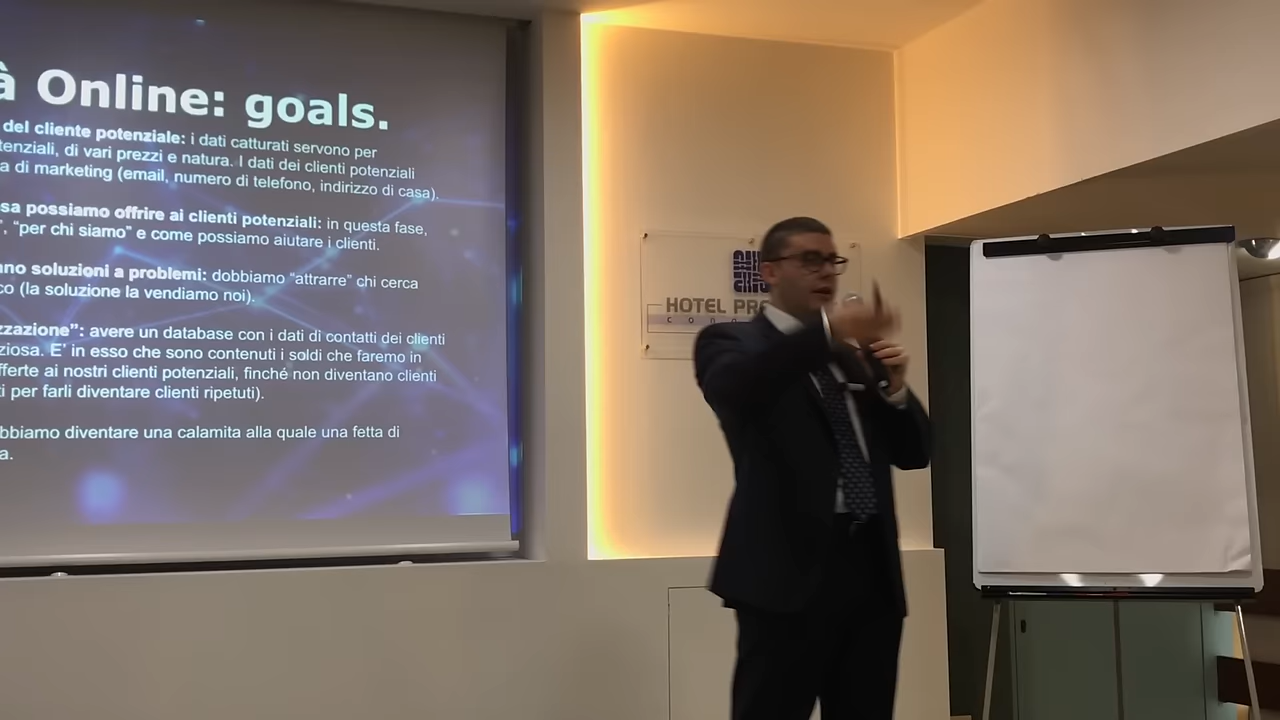 à Online: goals.
del cliente potenziale: i dati catturati servono per
tenziali, di vari prezzi e natura. I dati dei clienti potenziali
a di marketing (email, numero di telefono, indirizzo di casa).
sa possiamo offrire ai clienti potenziali: in questa fase,
”, “per chi siamo” e come possiamo aiutare i clienti.
no soluzioni a problemi: dobbiamo “attrarre” chi cerca
co (la soluzione la vendiamo noi).
zzazione”: avere un database con i dati di contatti dei clienti
ziosa. E’ in esso che sono contenuti i soldi che faremo in
fferte ai nostri clienti potenziali, finché non diventano clienti
ti per farli diventare clienti ripetuti).
bbiamo diventare una calamita alla quale una fetta di
a.
HOTEL PR